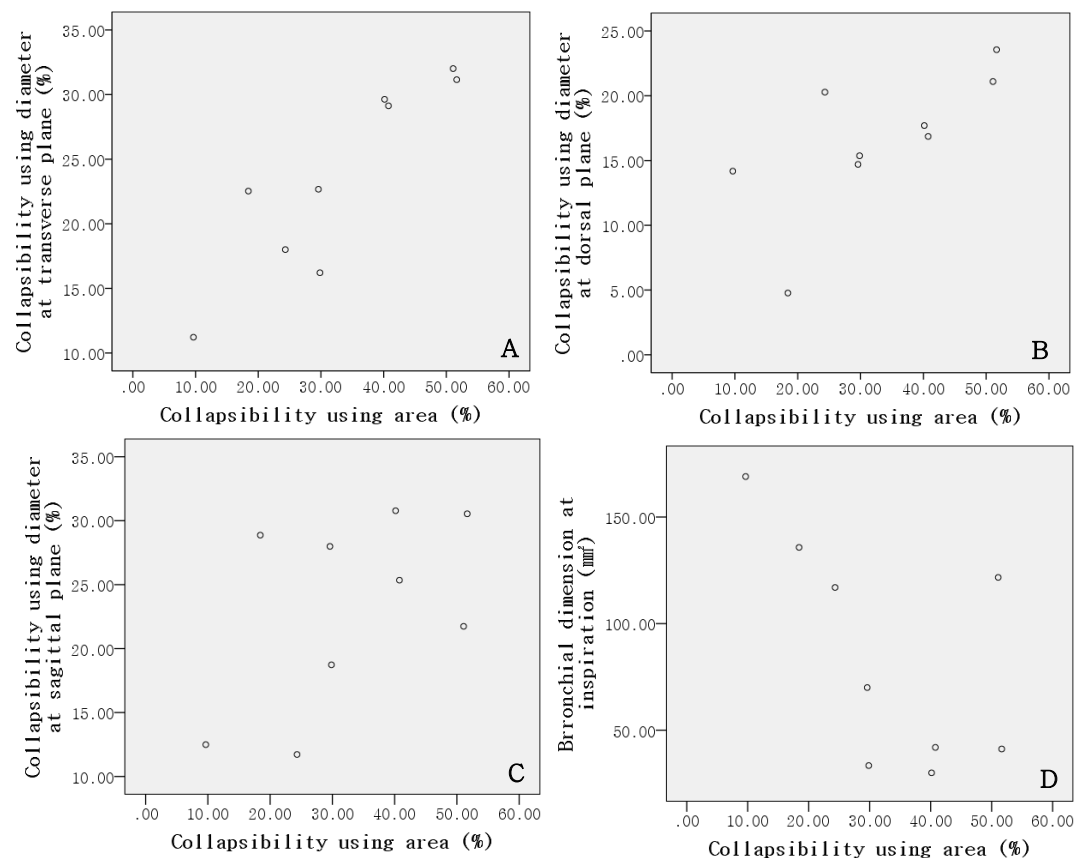 Collapsibility using diameter
at transverse plane (%)
35.00
30.00
25.00
20.00
15.00
10.00
A
.00 10.00 20.00 30.00 40.00 50.00 60.00
Collapsibility using area (%)
Collapsibility using diameter
at dorsal plane (%)
25.00
20.00
15.00
10.00
5.00
.00
B
.00 10.00 20.00 30.00 40.00 50.00 60.00
Collapsibility using area (%)
Collapsibility using diameter
at sagittal plane (%)
35.00
30.00
25.00
20.00
15.00
10.00
C
.00 10.00 20.00 30.00 40.00 50.00 60.00
Collapsibility using area (%)
Brronchial dimension at
inspiration (㎟)
150.00
100.00
50.00
D
.00 10.00 20.00 30.00 40.00 50.00 60.00
Collapsibility using area (%)